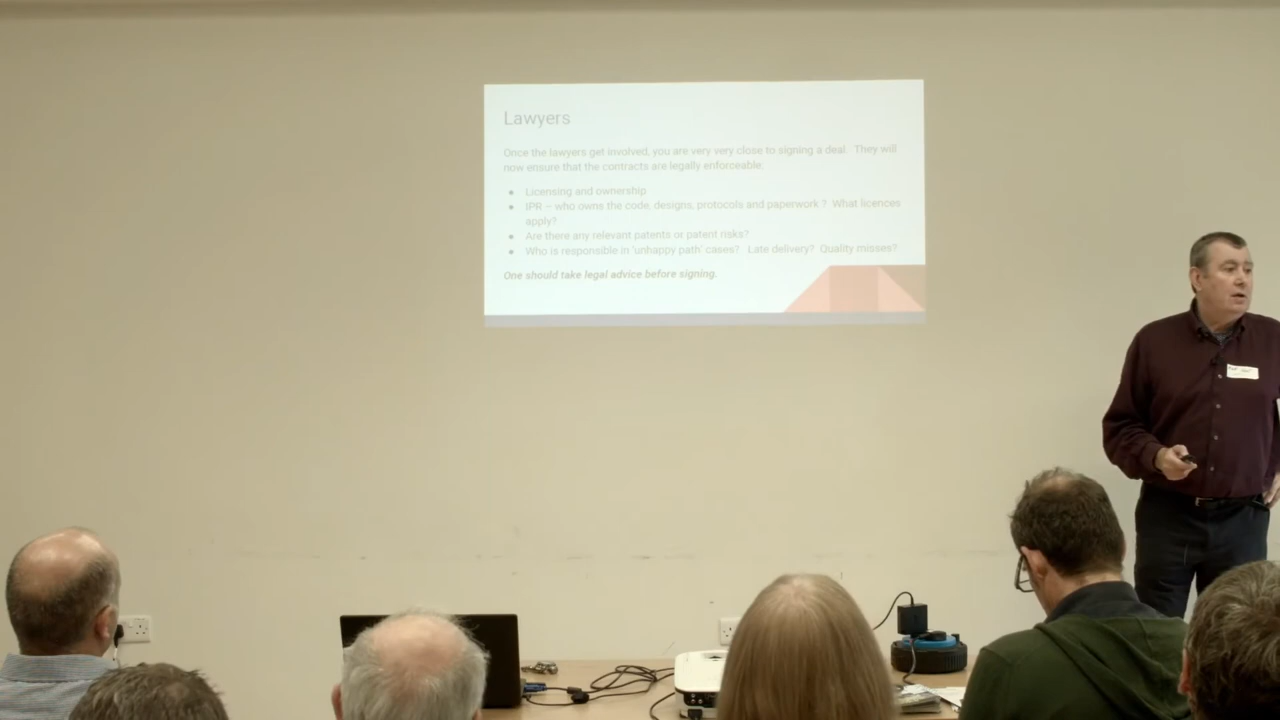 Lawyers
Once the lawyers get involved, you are very very close to signing a deal. They will
now ensure that the contracts are legally enforceable.
● Licensing and ownership
● IPR – who owns the code, designs, protocols and paperwork ? What licences
apply?
● Are there any relevant patents or patent risks?
● Who is responsible in 'unhappy path' cases? Late delivery? Quality misses?
One should take legal advice before signing.